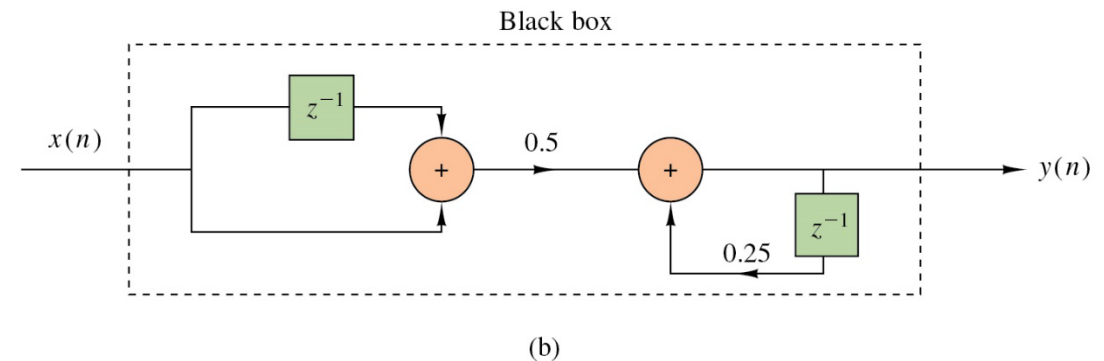 Black box
z⁻¹
x(n)
+
0.5
+
y(n)
z⁻¹
0.25
(b)